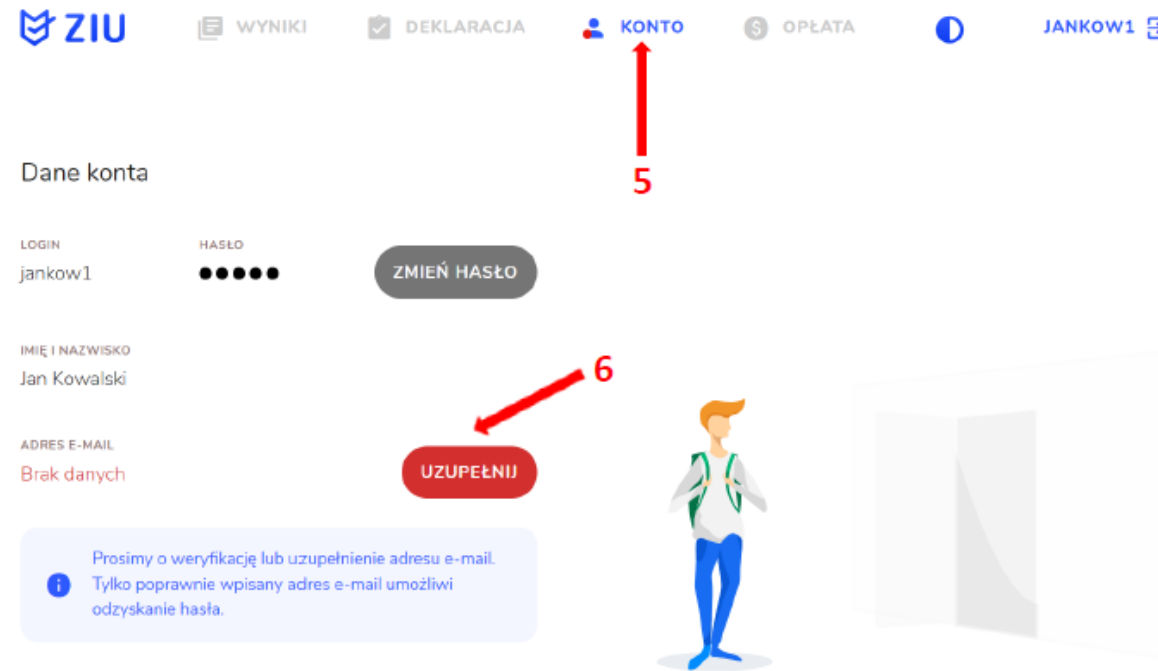 ZIU WYNIKI DEKLARACJA KONTO OPŁATA JANKOW1
5
Dane konta
LOGIN HASŁO
jankow1 ●●●●● ZMIEŃ HASŁO
IMIĘ I NAZWISKO
Jan Kowalski
6
ADRES E-MAIL
Brak danych UZUPEŁNIJ
Prosimy o weryfikację lub uzupełnienie adresu e-mail.
Tylko poprawnie wpisany adres e-mail umożliwi
odzyskanie hasła.